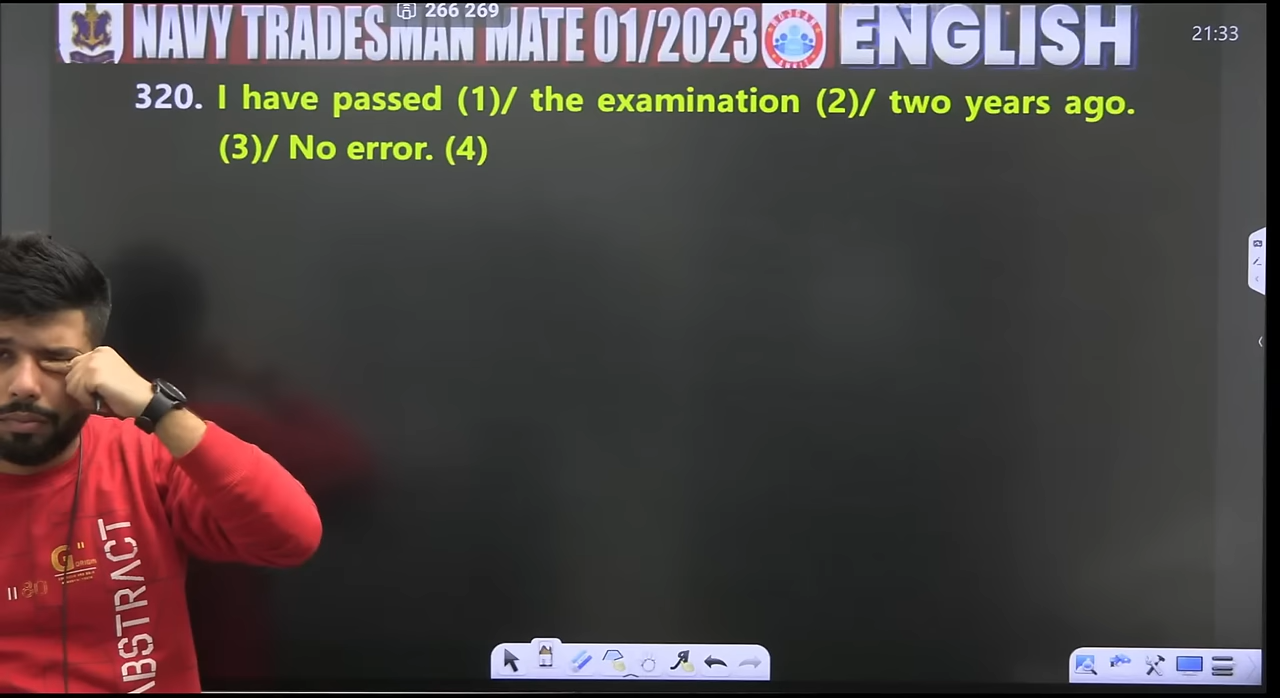 266 269
NAVY TRADESMAN MATE 01/2023 ENGLISH
21:33
320. I have passed (1)/ the examination (2)/ two years ago.
(3)/ No error. (4)
G
ABSTRACT